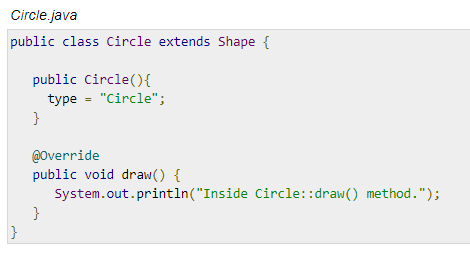 Circle.java
public class Circle extends Shape {
public Circle(){
type = "Circle";
}
@Override
public void draw() {
System.out.println("Inside Circle::draw() method.");
}
}